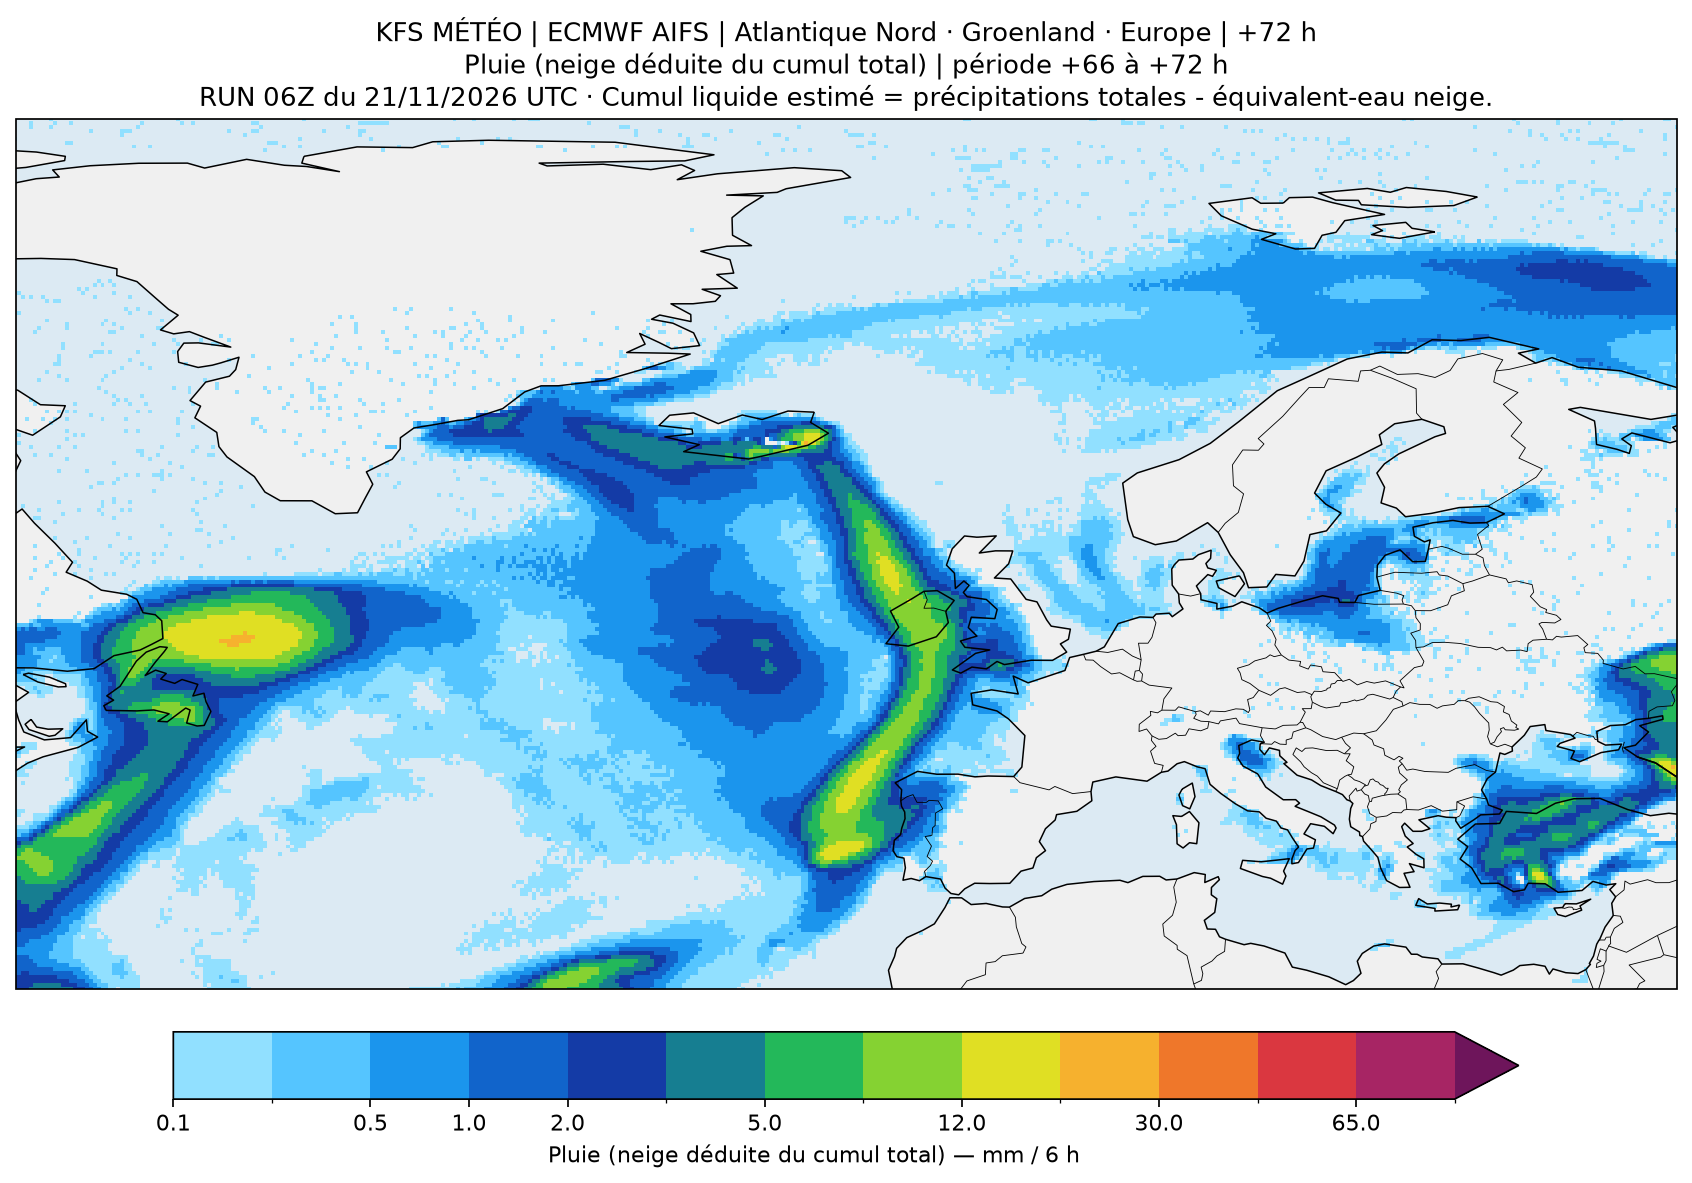 KFS MÉTÉO | ECMWF AIFS | Atlantique Nord · Groenland · Europe | +72 h
Pluie (neige déduite du cumul total) | période +66 à +72 h
RUN 06Z du 21/11/2026 UTC · Cumul liquide estimé = précipitations totales - équivalent-eau neige.
0.1 0.5 1.0 2.0 5.0 12.0 30.0 65.0
Pluie (neige déduite du cumul total) — mm / 6 h